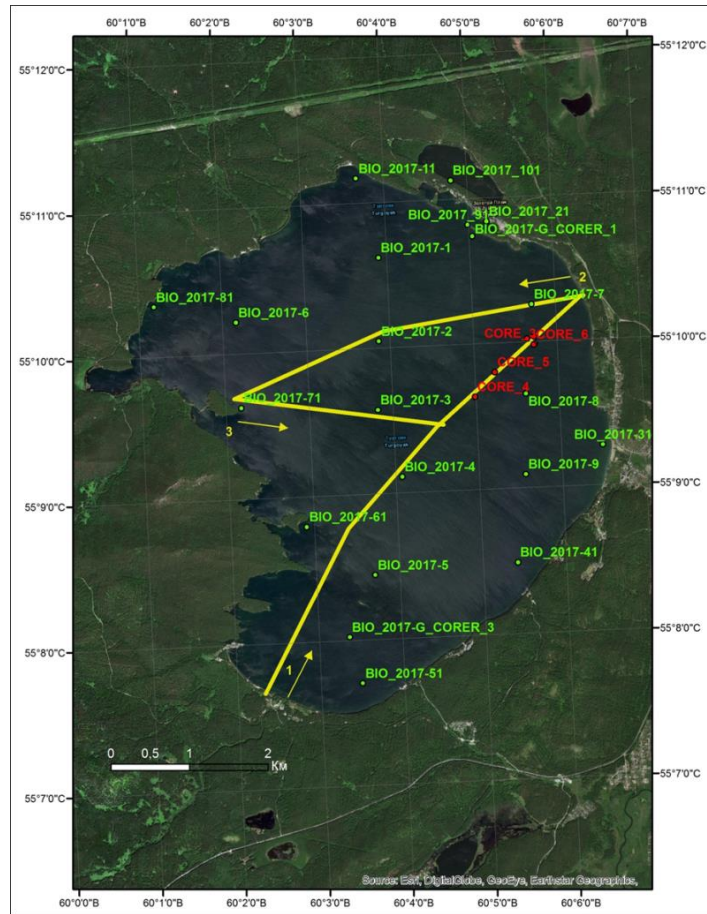 60°1'0"C 60°2'0"C 60°3'0"C 60°4'0"C 60°5'0"C 60°6'0"C 60°7'0"C
55°12'0"C
55°12'0"C
BIO_2017-11
BIO_2017_101
55°11'0"C
55°11'0"C
BIO_2017_91
BIO_2017_21
BIO_2017-G_CORER_1
BIO_2017-1
2
BIO_2017-7
BIO_2017-81
BIO_2017-6
BIO_2017-2
CORE_3
CORE_6
55°10'0"C
55°10'0"C
CORE_5
CORE_4
BIO_2017-71
BIO_2017-3
BIO_2017-8
3
BIO_2017-31
BIO_2017-4
BIO_2017-9
55°9'0"C
55°9'0"C
BIO_2017-61
BIO_2017-5
BIO_2017-41
BIO_2017-G_CORER_3
55°8'0"C
55°8'0"C
1
BIO_2017-51
0 0.5 1 2
Км
55°7'0"C
55°7'0"C
Source: Esri, DigitalGlobe, GeoEye, Earthstar Geographics,
60°0'0"C 60°1'0"C 60°2'0"C 60°3'0"C 60°4'0"C 60°5'0"C 60°6'0"C